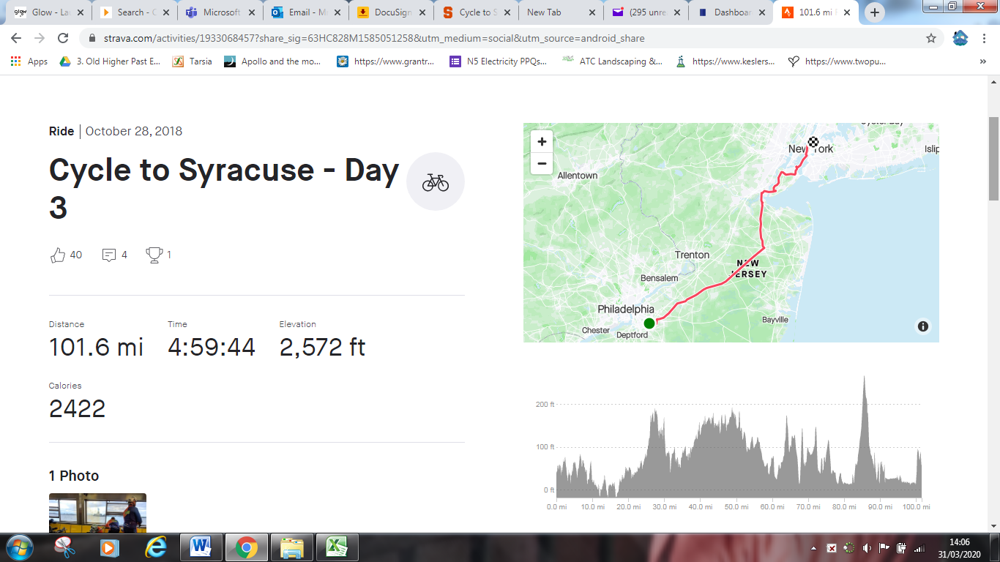 Glow - La
Search - C
Microsoft
Email - M
DocuSign
Cycle to S
New Tab
(295 unre
Dashboar
101.6 mi F
strava.com/activities/1933068457?share_sig=63HC828M1585051258&utm_medium=social&utm_source=android_share
Apps
3. Old Higher Past E...
Tarsia
Apollo and the mo...
https://www.grantr...
N5 Electricity PPQs...
ATC Landscaping &...
https://www.keslers...
https://www.twopu...
Ride | October 28, 2018
Cycle to Syracuse - Day
3
40
4
1
Distance
Time
Elevation
101.6 mi
4:59:44
2,572 ft
Calories
2422
1 Photo
+
−
New York
Islip
Allentown
Trenton
NEW
JERSEY
Bensalem
Philadelphia
Chester
Deptford
Bayville
200 ft
100 ft
0 ft
0.0 mi
10.0 mi
20.0 mi
30.0 mi
40.0 mi
50.0 mi
60.0 mi
70.0 mi
80.0 mi
90.0 mi
100.0 mi
14:06
31/03/2020